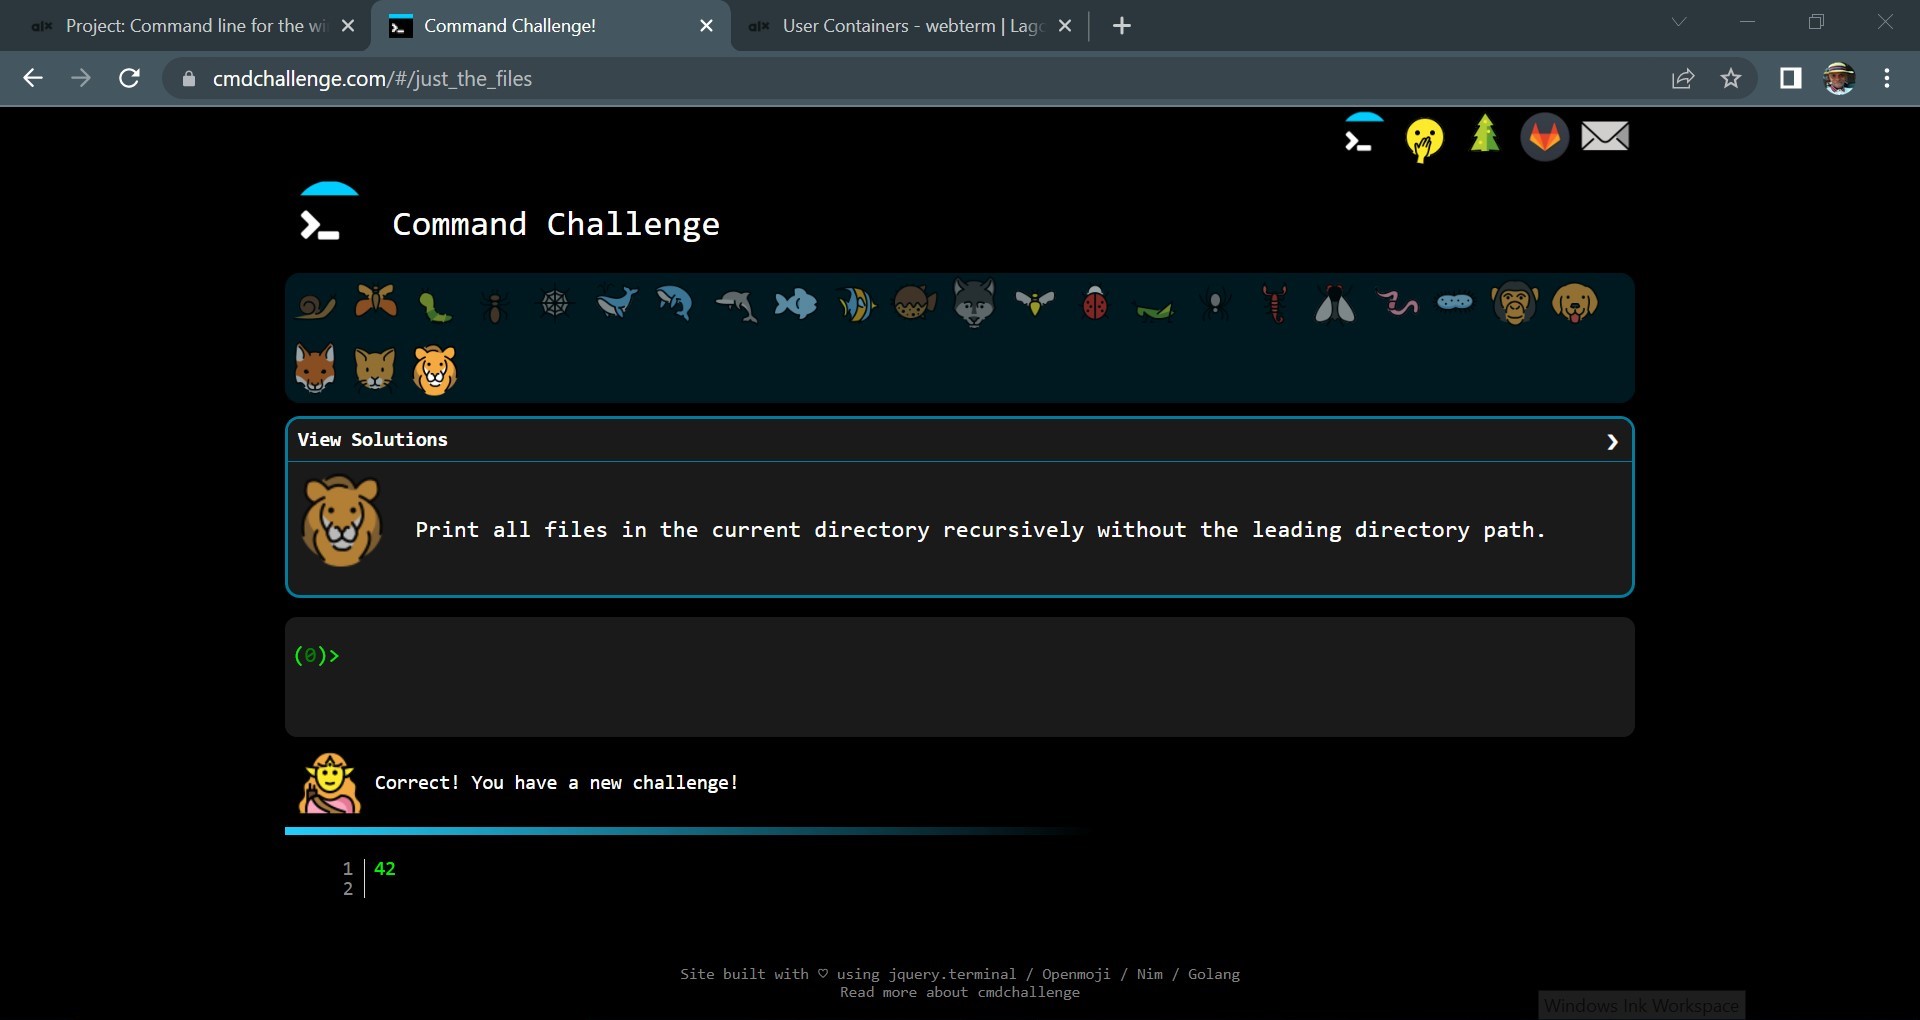 alx Project: Command line for the wi
Command Challenge!
alx User Containers - webterm | Lago
cmdchallenge.com/#/just_the_files
Command Challenge
View Solutions
Print all files in the current directory recursively without the leading directory path.
(0)>
Correct! You have a new challenge!
1 42
2
Site built with ♡ using jquery.terminal / Openmoji / Nim / Golang
Read more about cmdchallenge
Windows Ink Workspace